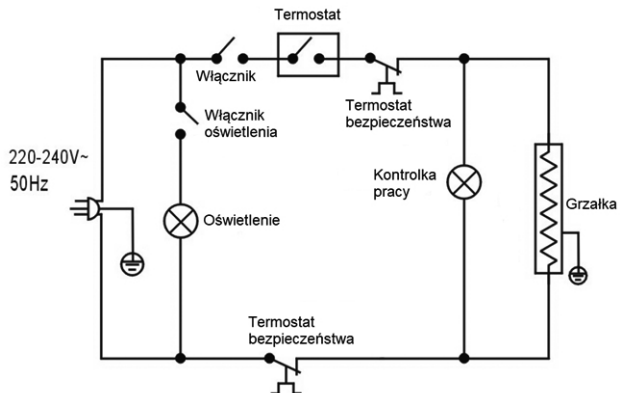 Termostat
Włącznik
Włącznik
oświetlenia
Termostat
bezpieczeństwa
220-240V~
50Hz
Kontrolka
pracy
Grzałka
Oświetlenie
Termostat
bezpieczeństwa